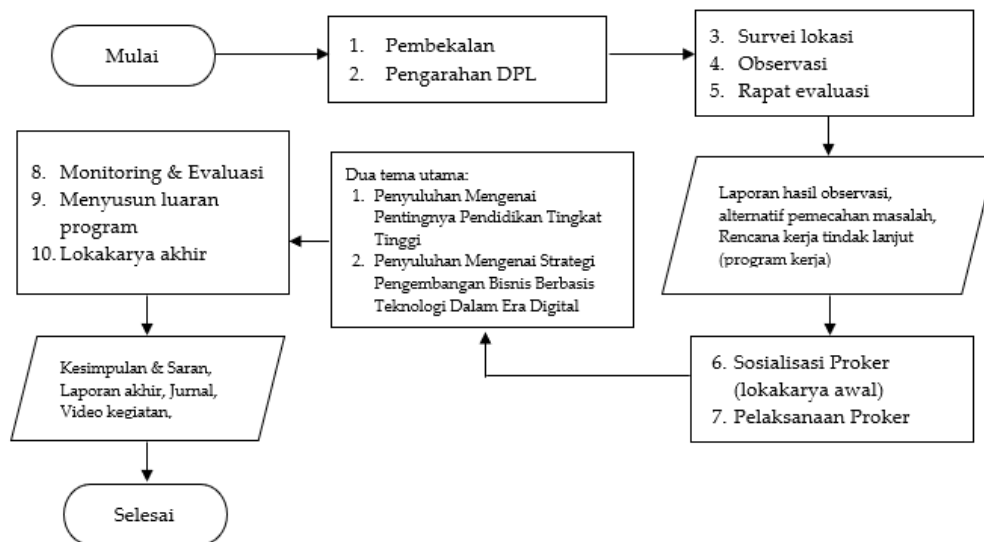 Mulai
1. Pembekalan
2. Pengarahan DPL
3. Survei lokasi
4. Observasi
5. Rapat evaluasi
Laporan hasil observasi,
alternatif pemecahan masalah,
Rencana kerja tindak lanjut
(program kerja)
6. Sosialisasi Proker
(lokakarya awal)
7. Pelaksanaan Proker
Dua tema utama:
1. Penyuluhan Mengenai
Pentingnya Pendidikan Tingkat
Tinggi
2. Penyuluhan Mengenai Strategi
Pengembangan Bisnis Berbasis
Teknologi Dalam Era Digital
8. Monitoring & Evaluasi
9. Menyusun luaran
program
10. Lokakarya akhir
Kesimpulan & Saran,
Laporan akhir, Jurnal,
Video kegiatan,
Selesai